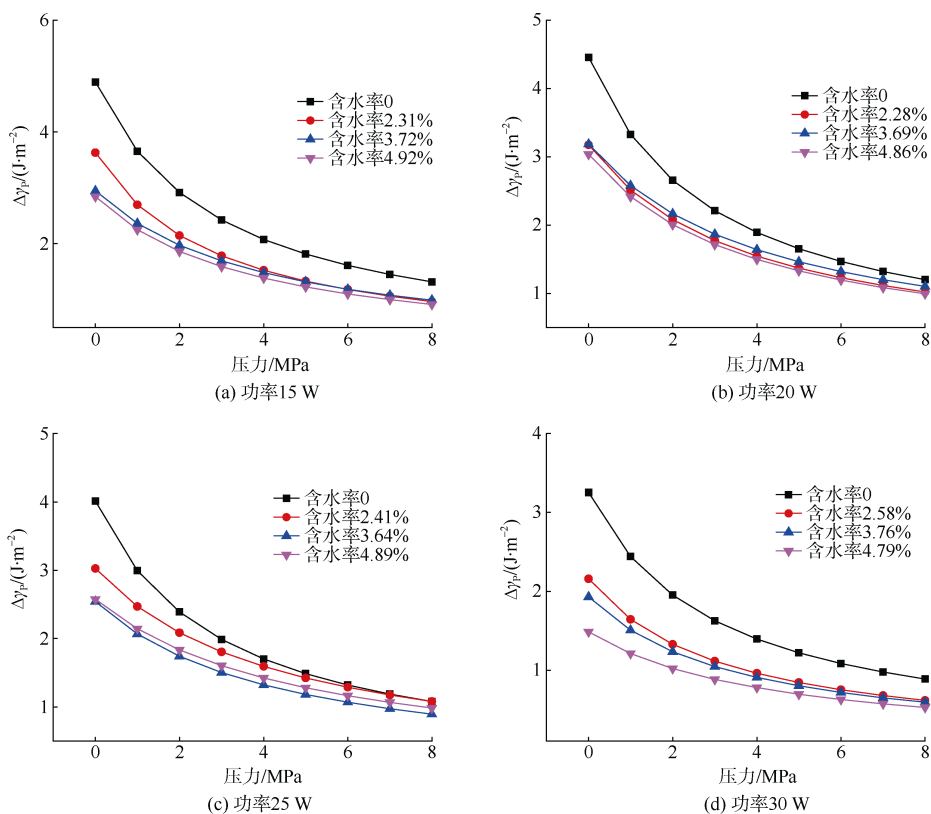 6
4
2
Δγₚ/(J·m⁻²)
含水率0
含水率2.31%
含水率3.72%
含水率4.92%
0 2 4 6 8
压力/MPa
(a) 功率15 W
5
4
3
2
1
Δγₚ/(J·m⁻²)
含水率0
含水率2.28%
含水率3.69%
含水率4.86%
0 2 4 6 8
压力/MPa
(b) 功率20 W
5
4
3
2
1
Δγₚ/(J·m⁻²)
含水率0
含水率2.41%
含水率3.64%
含水率4.89%
0 2 4 6 8
压力/MPa
(c) 功率25 W
4
3
2
1
Δγₚ/(J·m⁻²)
含水率0
含水率2.58%
含水率3.76%
含水率4.79%
0 2 4 6 8
压力/MPa
(d) 功率30 W